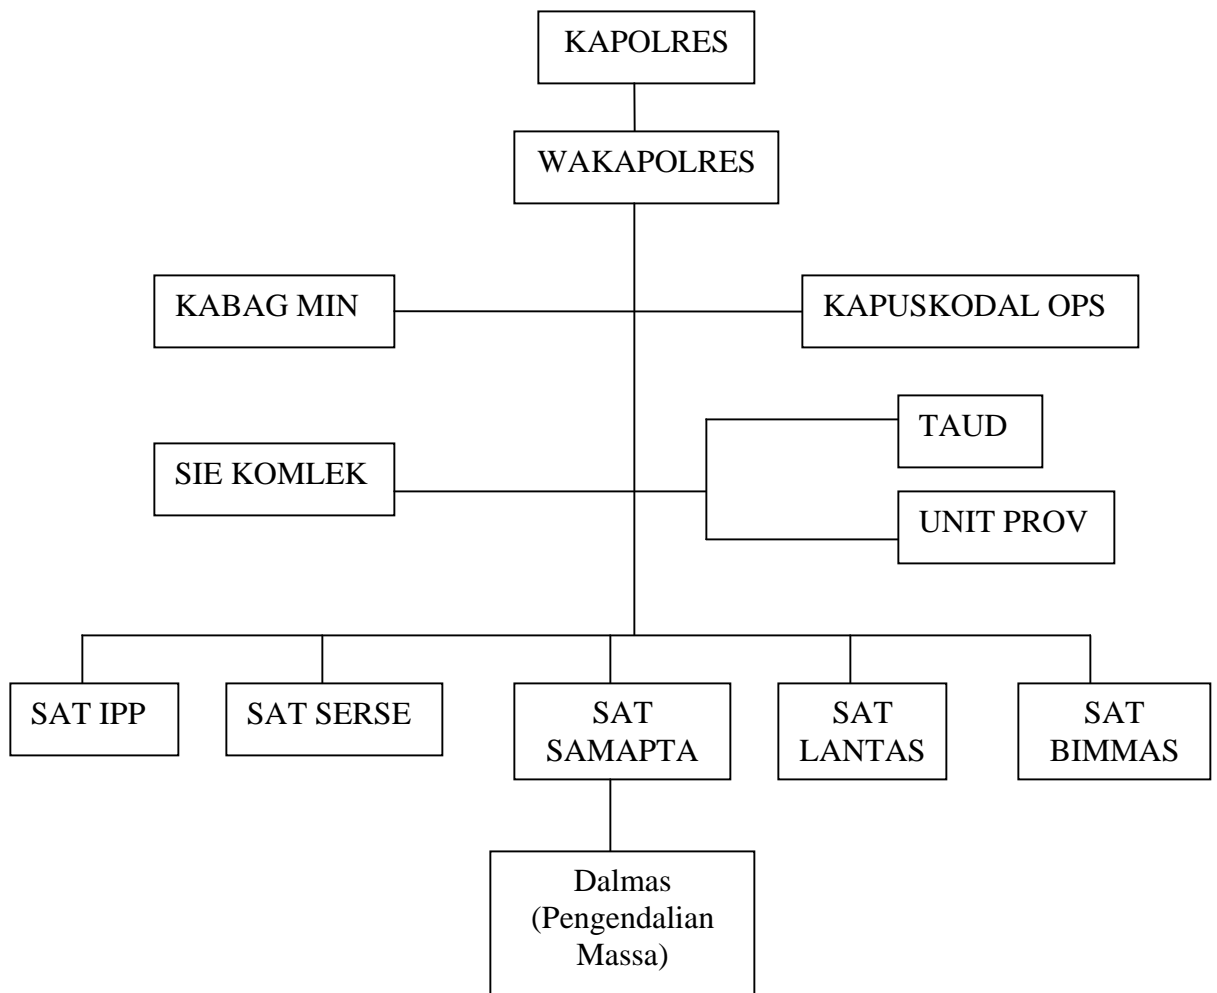 KAPOLRES
WAKAPOLRES
KABAG MIN
KAPUSKODAL OPS
TAUD
SIE KOMLEK
UNIT PROV
SAT IPP
SAT SERSE
SAT
SAMAPTA
SAT
LANTAS
SAT
BIMMAS
Dalmas
(Pengendalian
Massa)